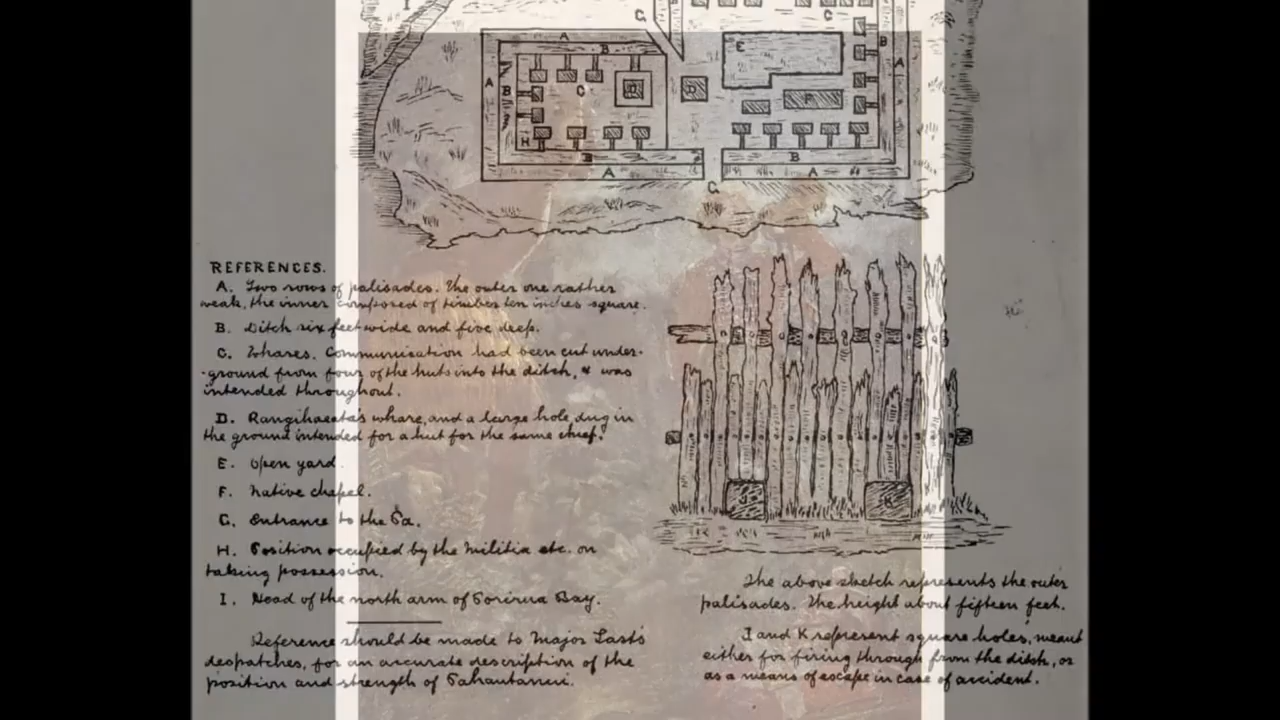 I
C
C
A
B
A
B
C
D
H
B
A
D
E
F
B
A
B
A
G
REFERENCES.
A. Two rows of palisades. The outer one rather
weak, the inner composed of timber ten inches square.
B. Ditch six feet wide and five deep.
C. Whares. Communication had been cut under-
-ground from four of the huts into the ditch, & was
intended throughout.
D. Rangihaeata's whare, and a large hole, dug in
the ground intended for a hut for the same chief.
E. Open yard
F. Native chapel.
G. Entrance to the Pa.
H. Position occupied by the Militia etc. on
taking possession.
I. Head of the north arm of Porirua Bay.
Reference should be made to Major Last's
despatches, for an accurate description of the
position and strength of Pahautanui.
J
K
The above sketch represents the outer
palisades. The height about fifteen feet.
J and K represent square holes, meant
either for firing through from the ditch, or
as a means of escape in case of accident.